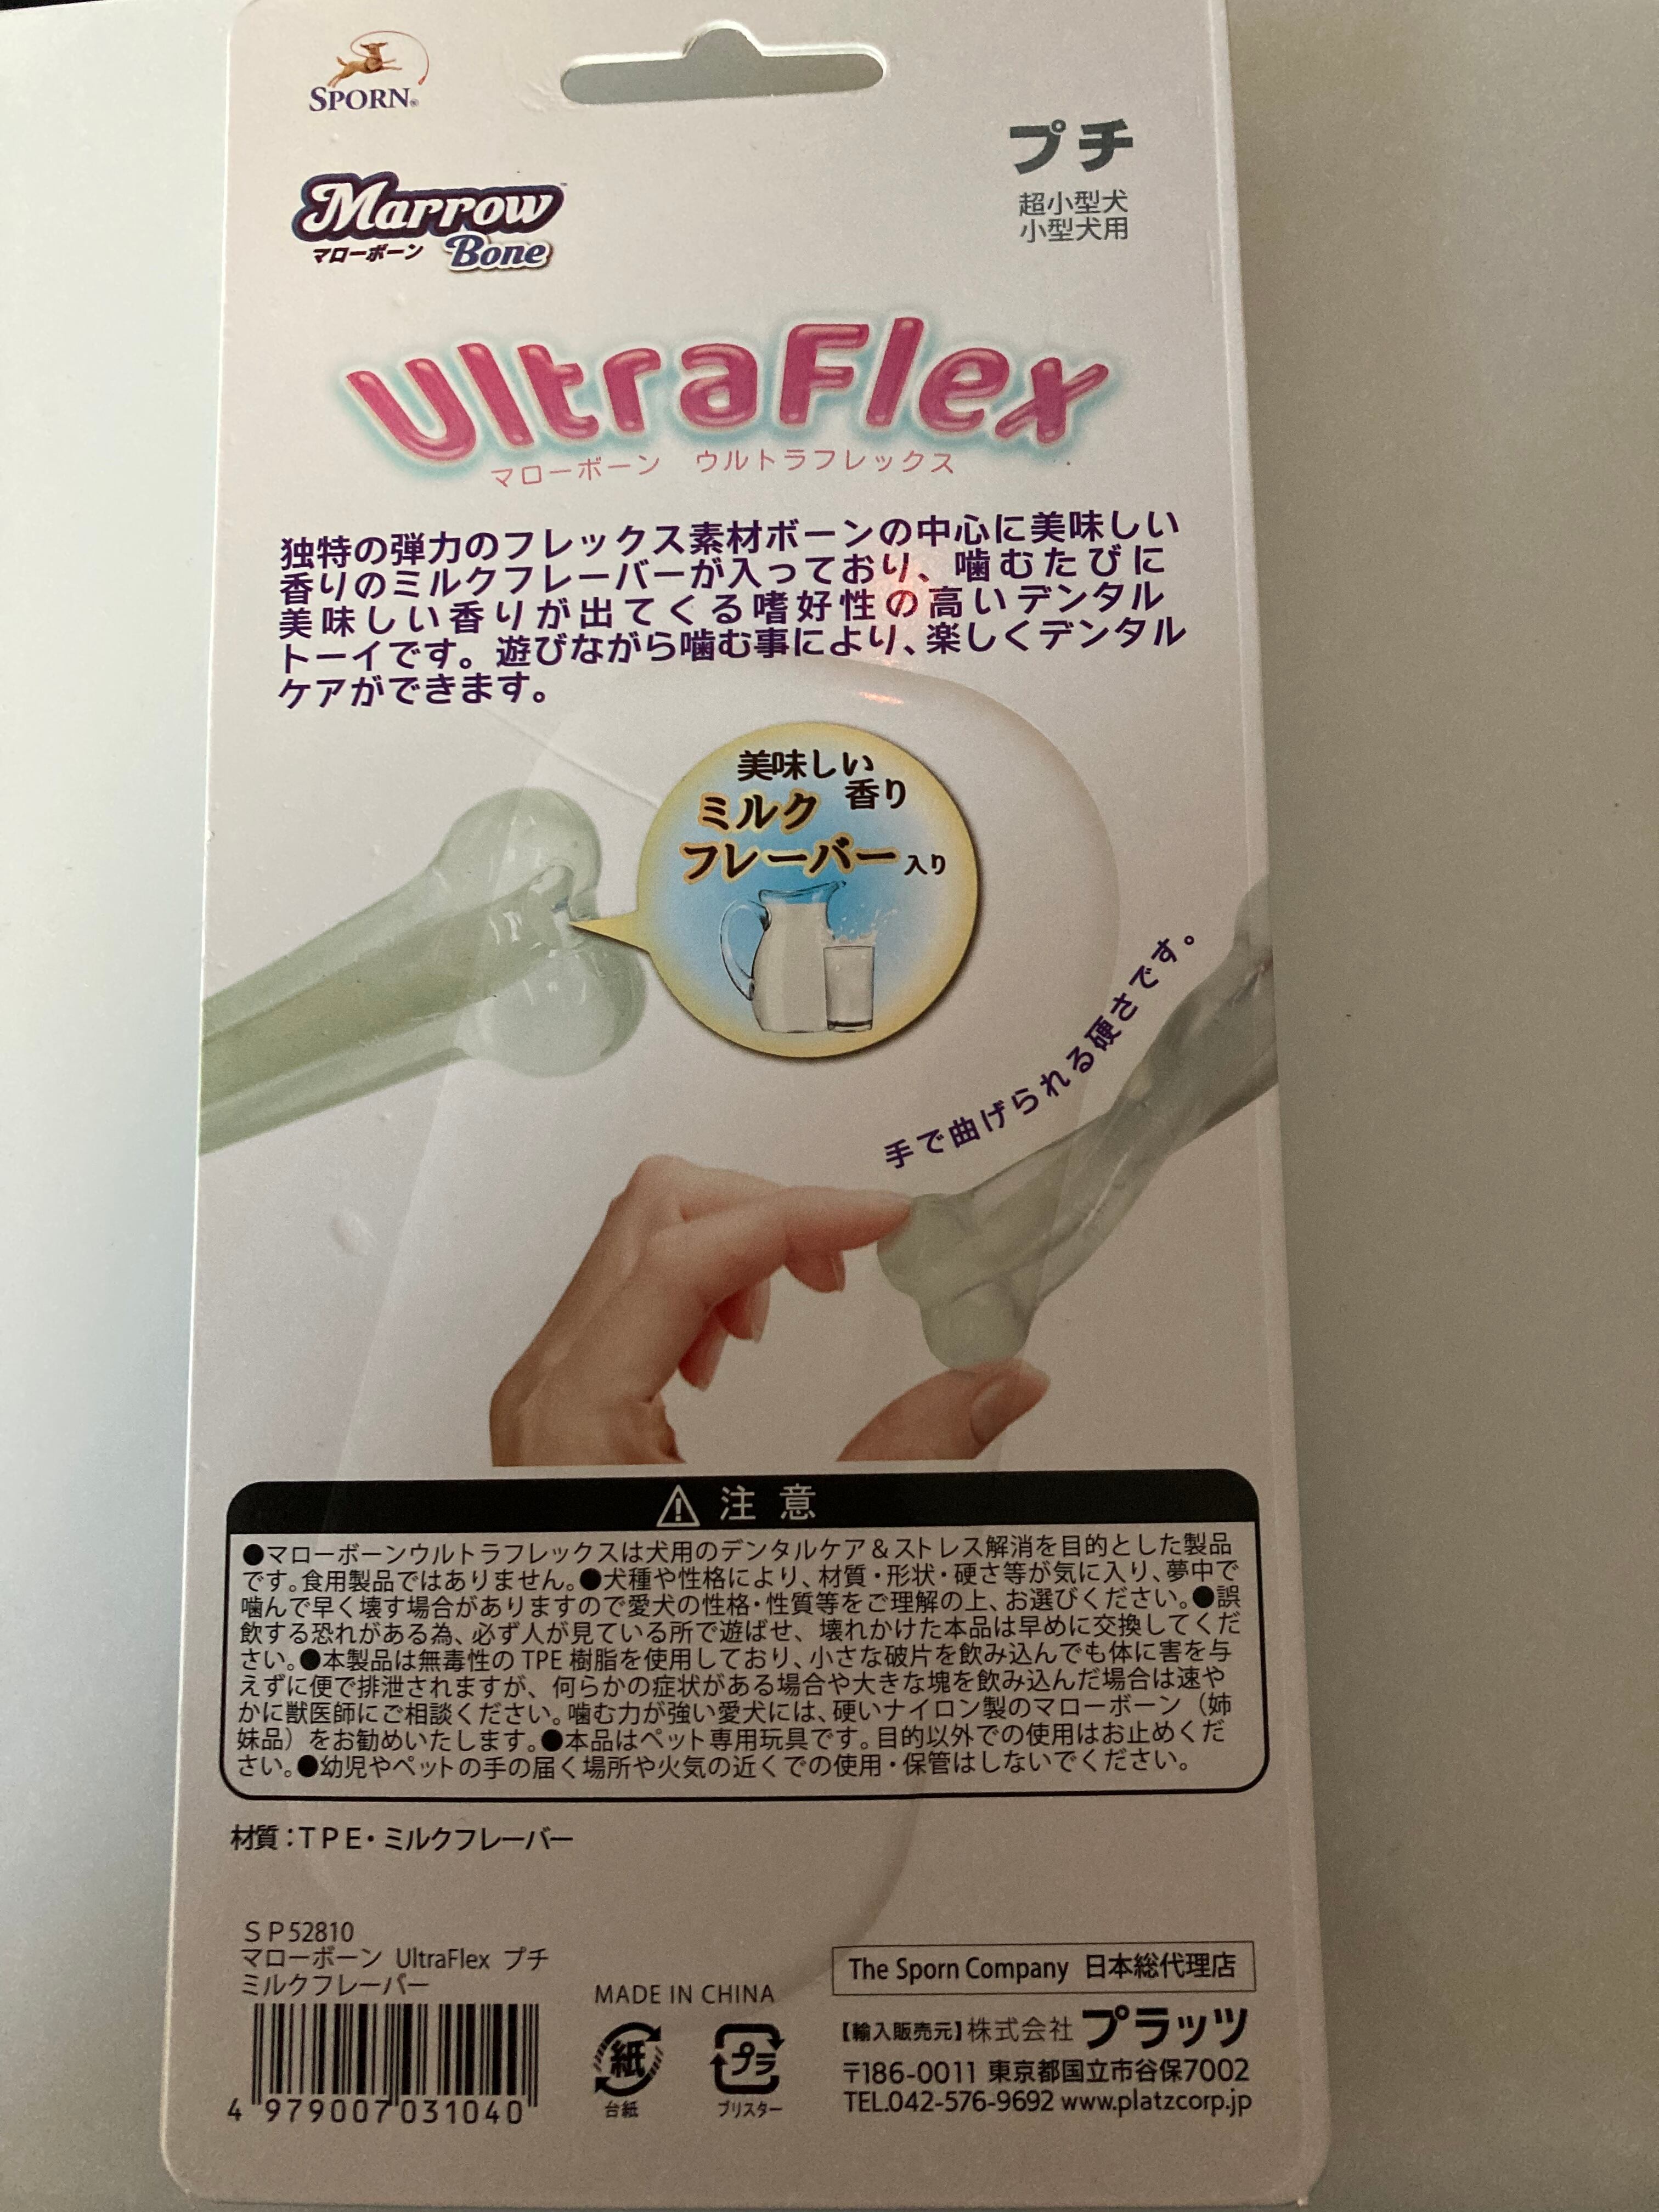 SPORN®
プチ
超小型犬
小型犬用
Marrow™
マローボーン Bone
UltraFlex
マローボーン ウルトラフレックス
独特の弾力のフレックス素材ボーンの中心に美味しい
香りのミルクフレーバーが入っており、噛むたびに
美味しい香りが出てくる嗜好性の高いデンタル
トーイです。遊びながら噛む事により、楽しくデンタル
ケアができます。
美味しい
香り
ミルク
フレーバー入り
手で曲げられる硬さです。
⚠ 注意
●マローボーンウルトラフレックスは犬用のデンタルケア&ストレス解消を目的とした製品
です。食用製品ではありません。●犬種や性格により、材質・形状・硬さ等が気に入り、夢中で
噛んで早く壊す場合がありますので愛犬の性格・性質等をご理解の上、お選びください。●誤
飲する恐れがある為、必ず人が見ている所で遊ばせ、壊れかけた本品は早めに交換してくだ
さい。●本製品は無毒性の TPE 樹脂を使用しており、小さな破片を飲み込んでも体に害を与
えずに便で排泄されますが、何らかの症状がある場合や大きな塊を飲み込んだ場合は速や
かに獣医師にご相談ください。噛む力が強い愛犬には、硬いナイロン製のマローボーン（姉
妹品）をお勧めいたします。●本品はペット専用玩具です。目的以外での使用はお止めくだ
さい。●幼児やペットの手の届く場所や火気の近くでの使用・保管はしないでください。
材質：TPE・ミルクフレーバー
SP52810
マローボーン UltraFlex プチ
ミルクフレーバー
4 979007 031040
MADE IN CHINA
紙
台紙
プラ
ブリスター
The Sporn Company 日本総代理店
【輸入販売元】株式会社 プラッツ
〒186-0011 東京都国立市谷保7002
TEL.042-576-9692 www.platzcorp.jp